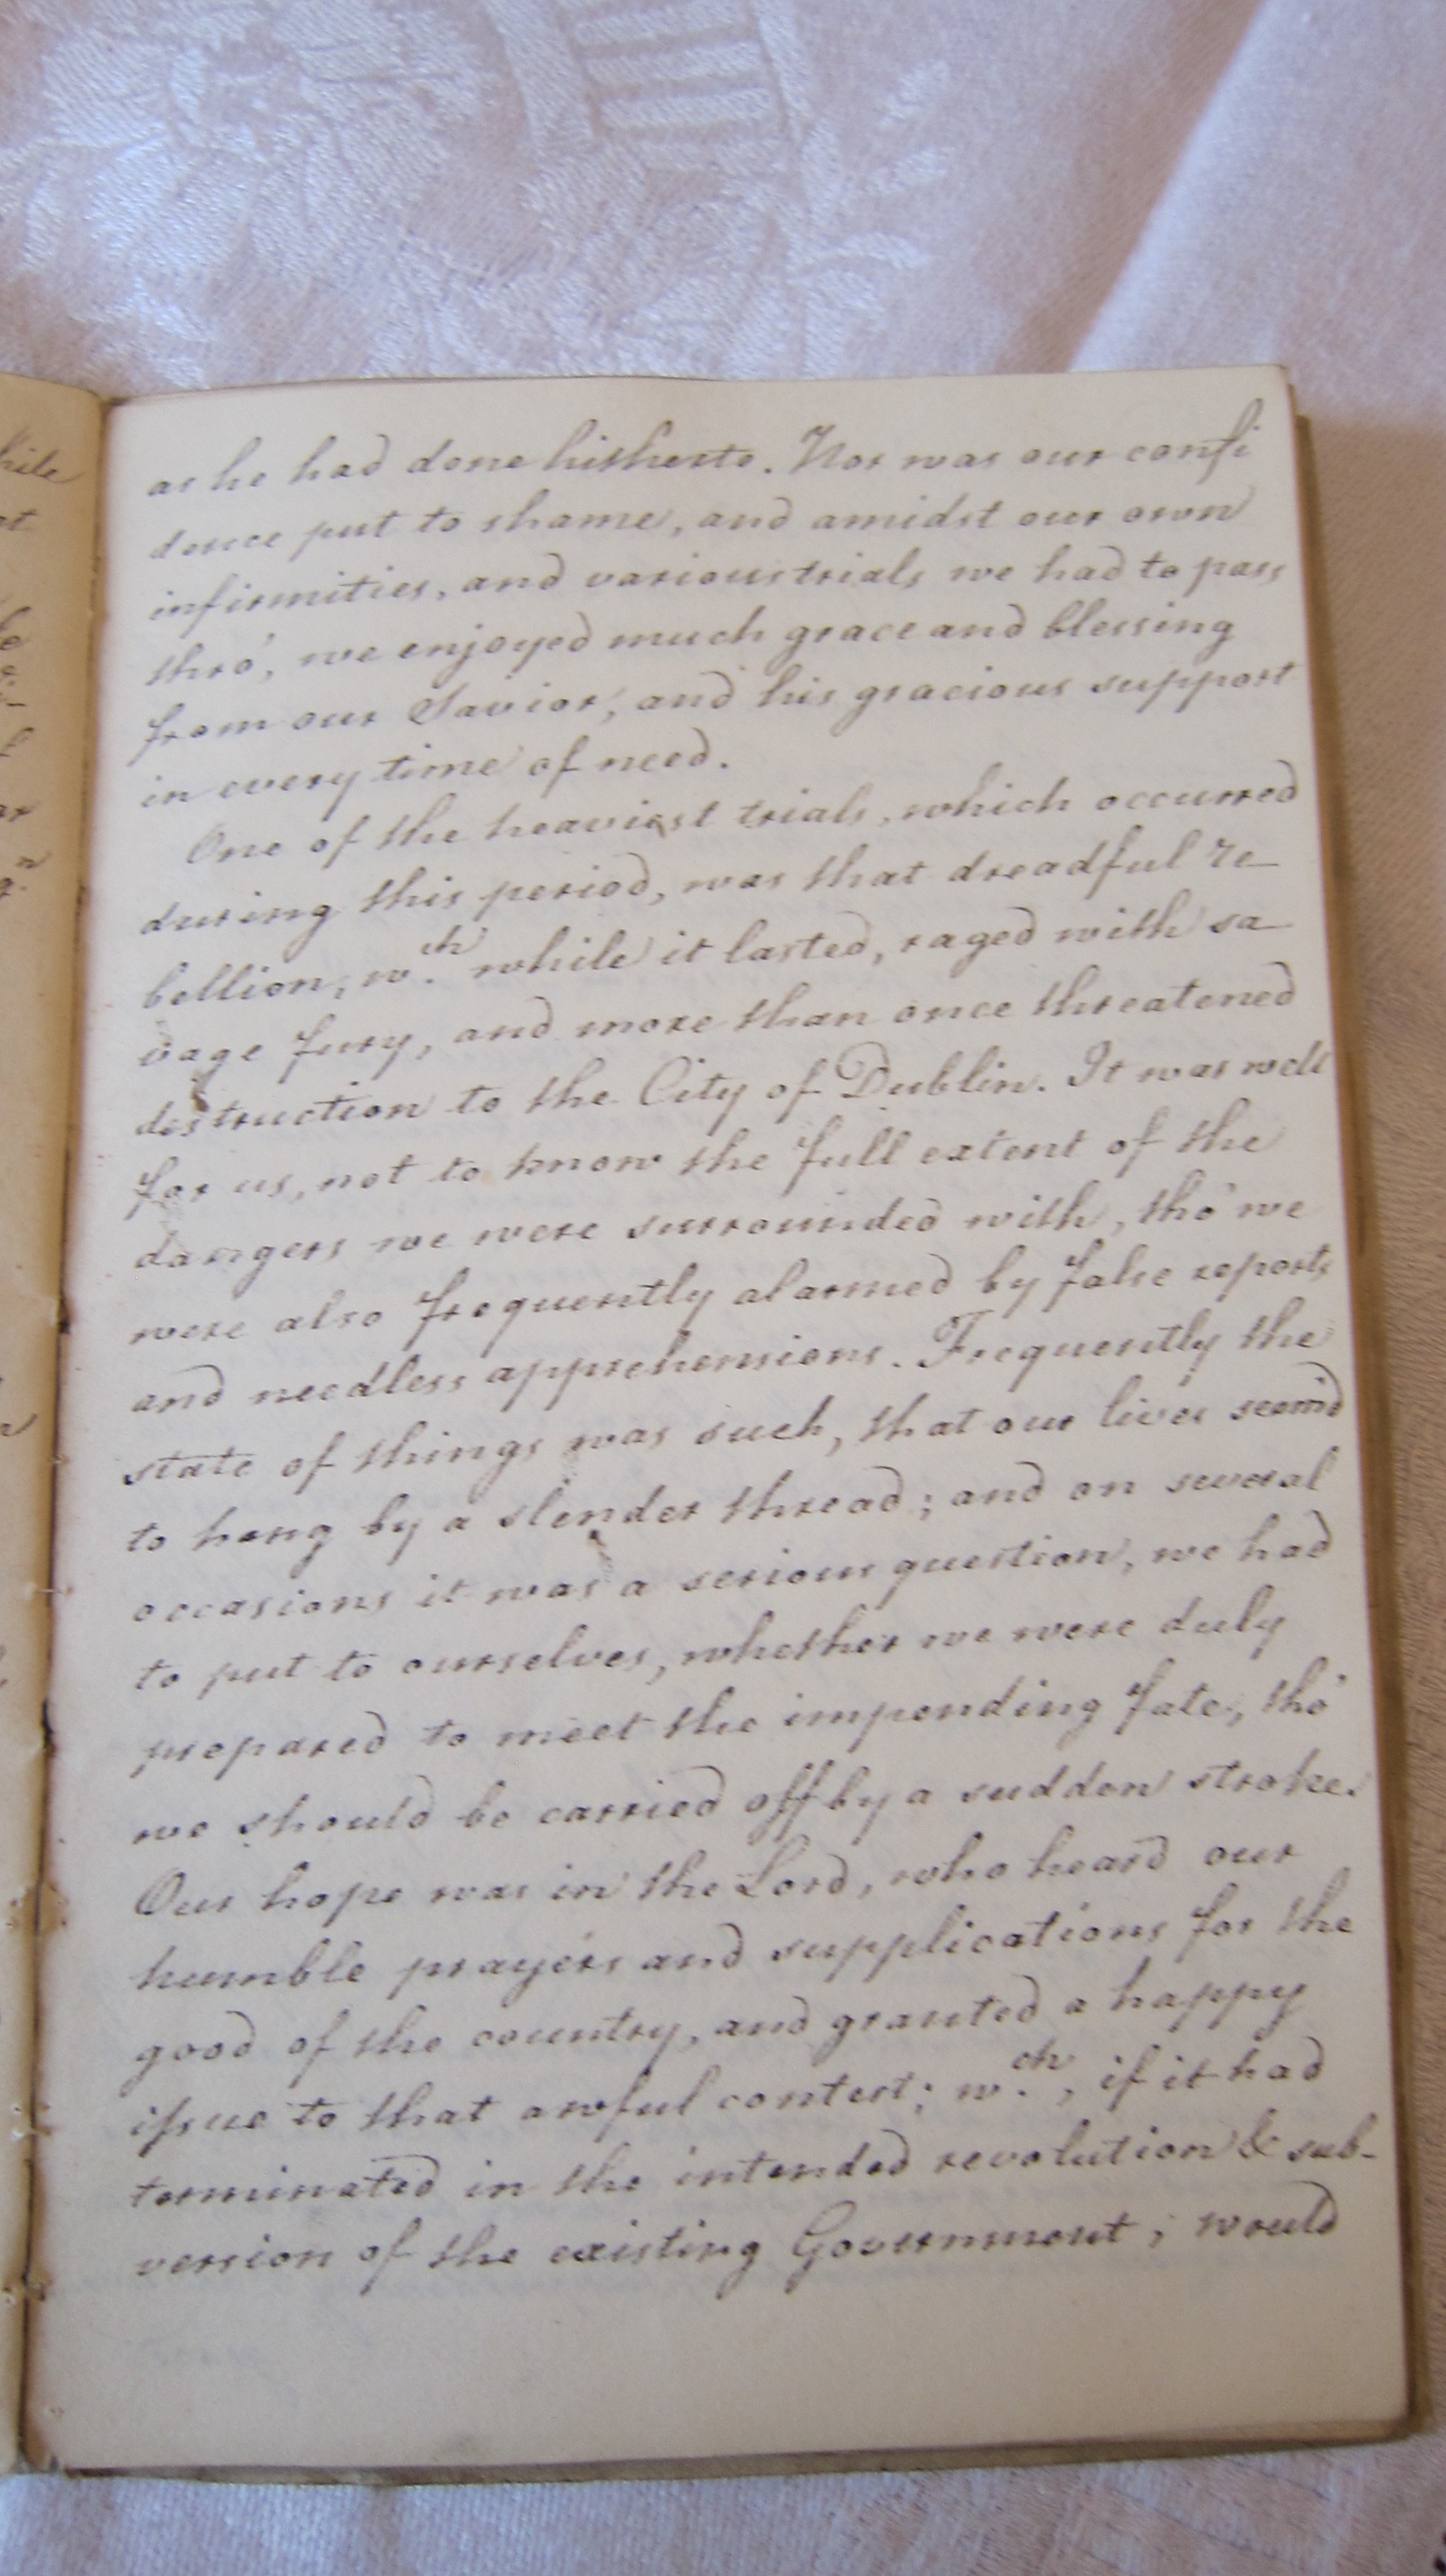 as he had done hitherto. Nor was our confi
dence put to shame, and amidst our own
infirmities, and various trials we had to pass
thro', we enjoyed much grace and blessing
from our Savior, and his gracious support
in every time of need.
One of the heaviest trials, which occurred
during this period, was that dreadful re-
bellion, w.ch while it lasted, raged with sa-
vage fury, and more than once threatened
destruction to the City of Dublin. It was well
for us, not to know the full extent of the
dangers we were surrounded with, tho' we
were also frequently alarmed by false reports
and needless apprehensions. Frequently the
state of things was such, that our lives seem'd
to hang by a slender thread; and on several
occasions it was a serious question, we had
to put to ourselves, whether we were duly
prepared to meet the impending fate, tho'
we should be carried off by a sudden stroke.
Our hope was in the Lord, who heard our
humble prayers and supplications for the
good of the country, and granted a happy
issue to that awful contest; w.ch, if it had
terminated in the intended revolution & sub-
version of the existing Government, would
hile